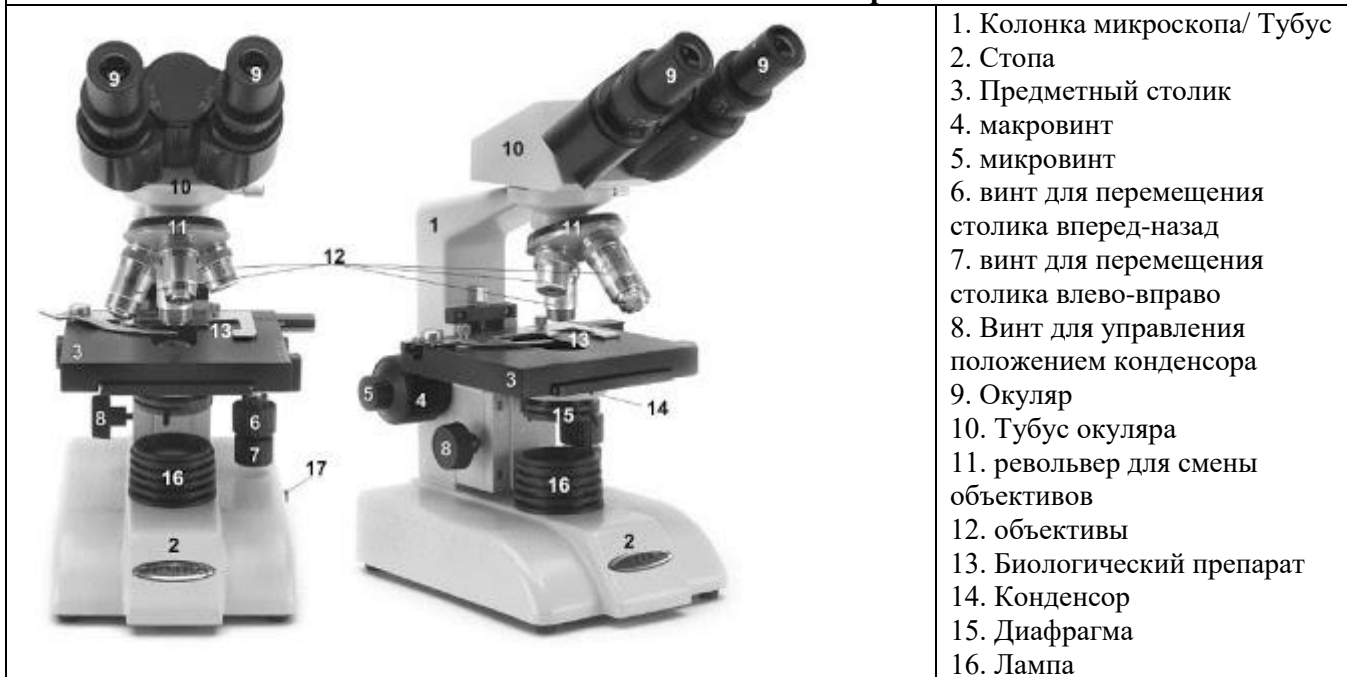 1. Колонка микроскопа/ Тубус
2. Стопа
3. Предметный столик
4. макровинт
5. микровинт
6. винт для перемещения
столика вперед-назад
7. винт для перемещения
столика влево-вправо
8. Винт для управления
положением конденсора
9. Окуляр
10. Тубус окуляра
11. револьвер для смены
объективов
12. объективы
13. Биологический препарат
14. Конденсор
15. Диафрагма
16. Лампа
9 9
10
11
12
13
3
8 6
7
16
17
2
9 9
10
1
11
13
3
5 4
14
15
8
16
2